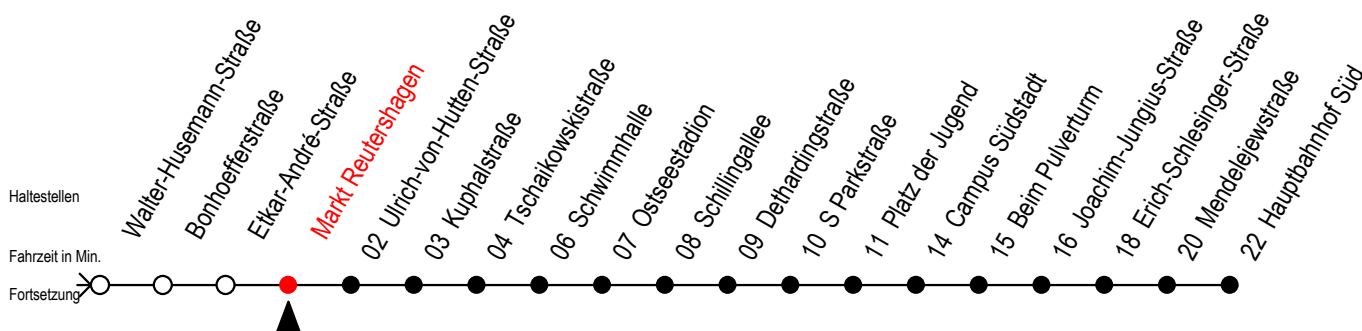 Haltestellen
Fahrzeit in Min.
Fortsetzung
Walter-Husemann-Straße
Bonhoefferstraße
Etkar-André-Straße
Markt Reutershagen
02 Ulrich-von-Hutten-Straße
03 Kuphalstraße
04 Tschaikowskistraße
06 Schwimmhalle
07 Ostseestadion
08 Schillingallee
09 Dethardingstraße
10 S Parkstraße
11 Platz der Jugend
14 Campus Südstadt
15 Beim Pulverturm
16 Joachim-Jungius-Straße
18 Erich-Schlesinger-Straße
20 Mendelejewstraße
22 Hauptbahnhof Süd